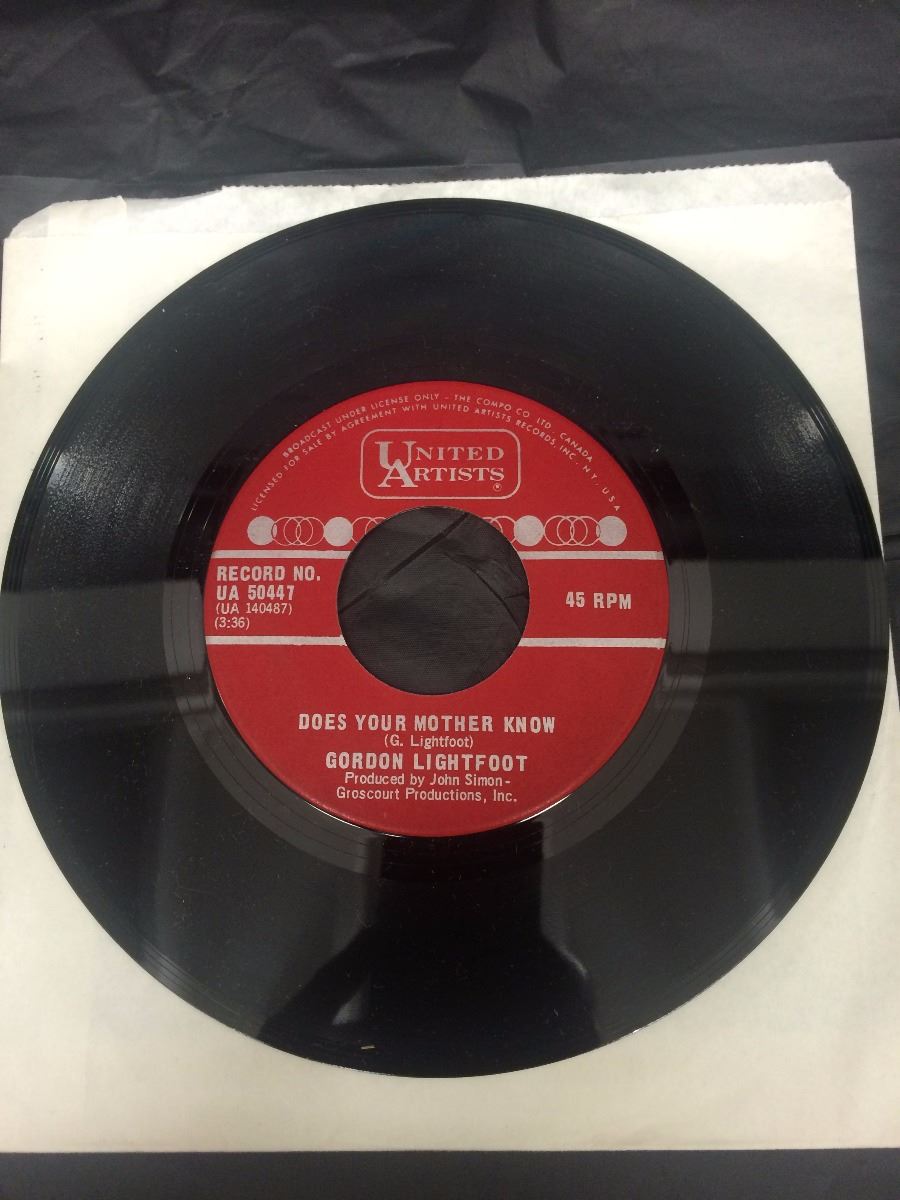 BROADCAST UNDER LICENSE ONLY - THE COMPO CO. LTD. CANADA
LICENSED FOR SALE BY AGREEMENT WITH UNITED ARTISTS RECORDS, INC. - N.Y. - U S A
UNITED
ARTISTS
RECORD NO.
UA 50447
(UA 140487)
(3:36)
45 RPM
DOES YOUR MOTHER KNOW
(G. Lightfoot)
GORDON LIGHTFOOT
Produced by John Simon-
Groscourt Productions, Inc.